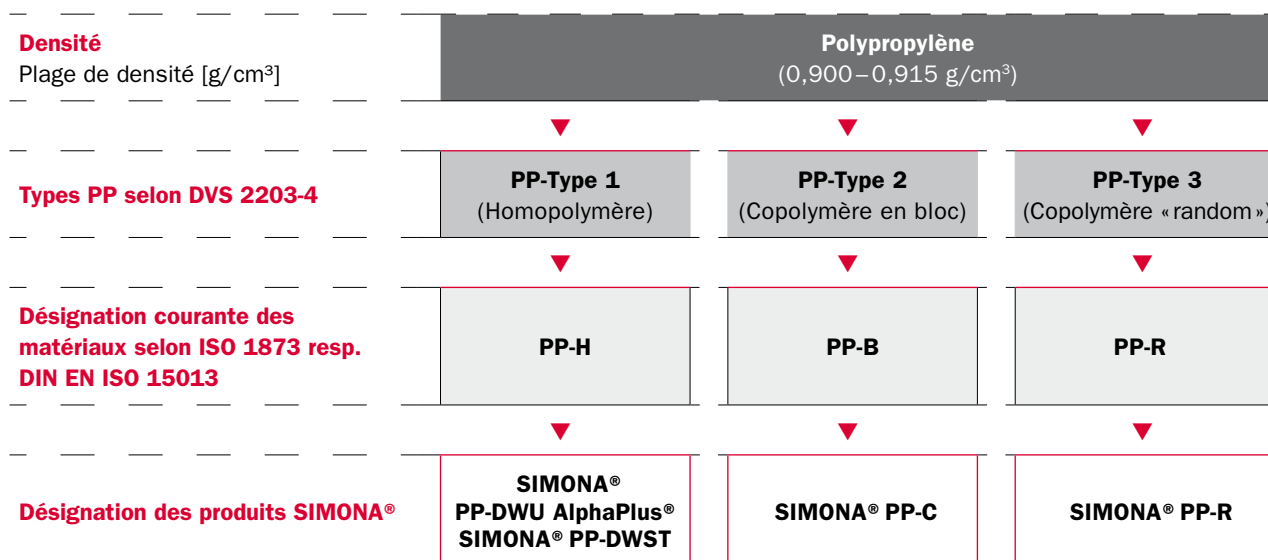 Densité
Plage de densité [g/cm³]
Polypropylène
(0,900–0,915 g/cm³)
Types PP selon DVS 2203-4
PP-Type 1
(Homopolymère)
PP-Type 2
(Copolymère en bloc)
PP-Type 3
(Copolymère «random»)
Désignation courante des
matériaux selon ISO 1873 resp.
DIN EN ISO 15013
PP-H
PP-B
PP-R
Désignation des produits SIMONA®
SIMONA®
PP-DWU AlphaPlus®
SIMONA® PP-DWST
SIMONA® PP-C
SIMONA® PP-R